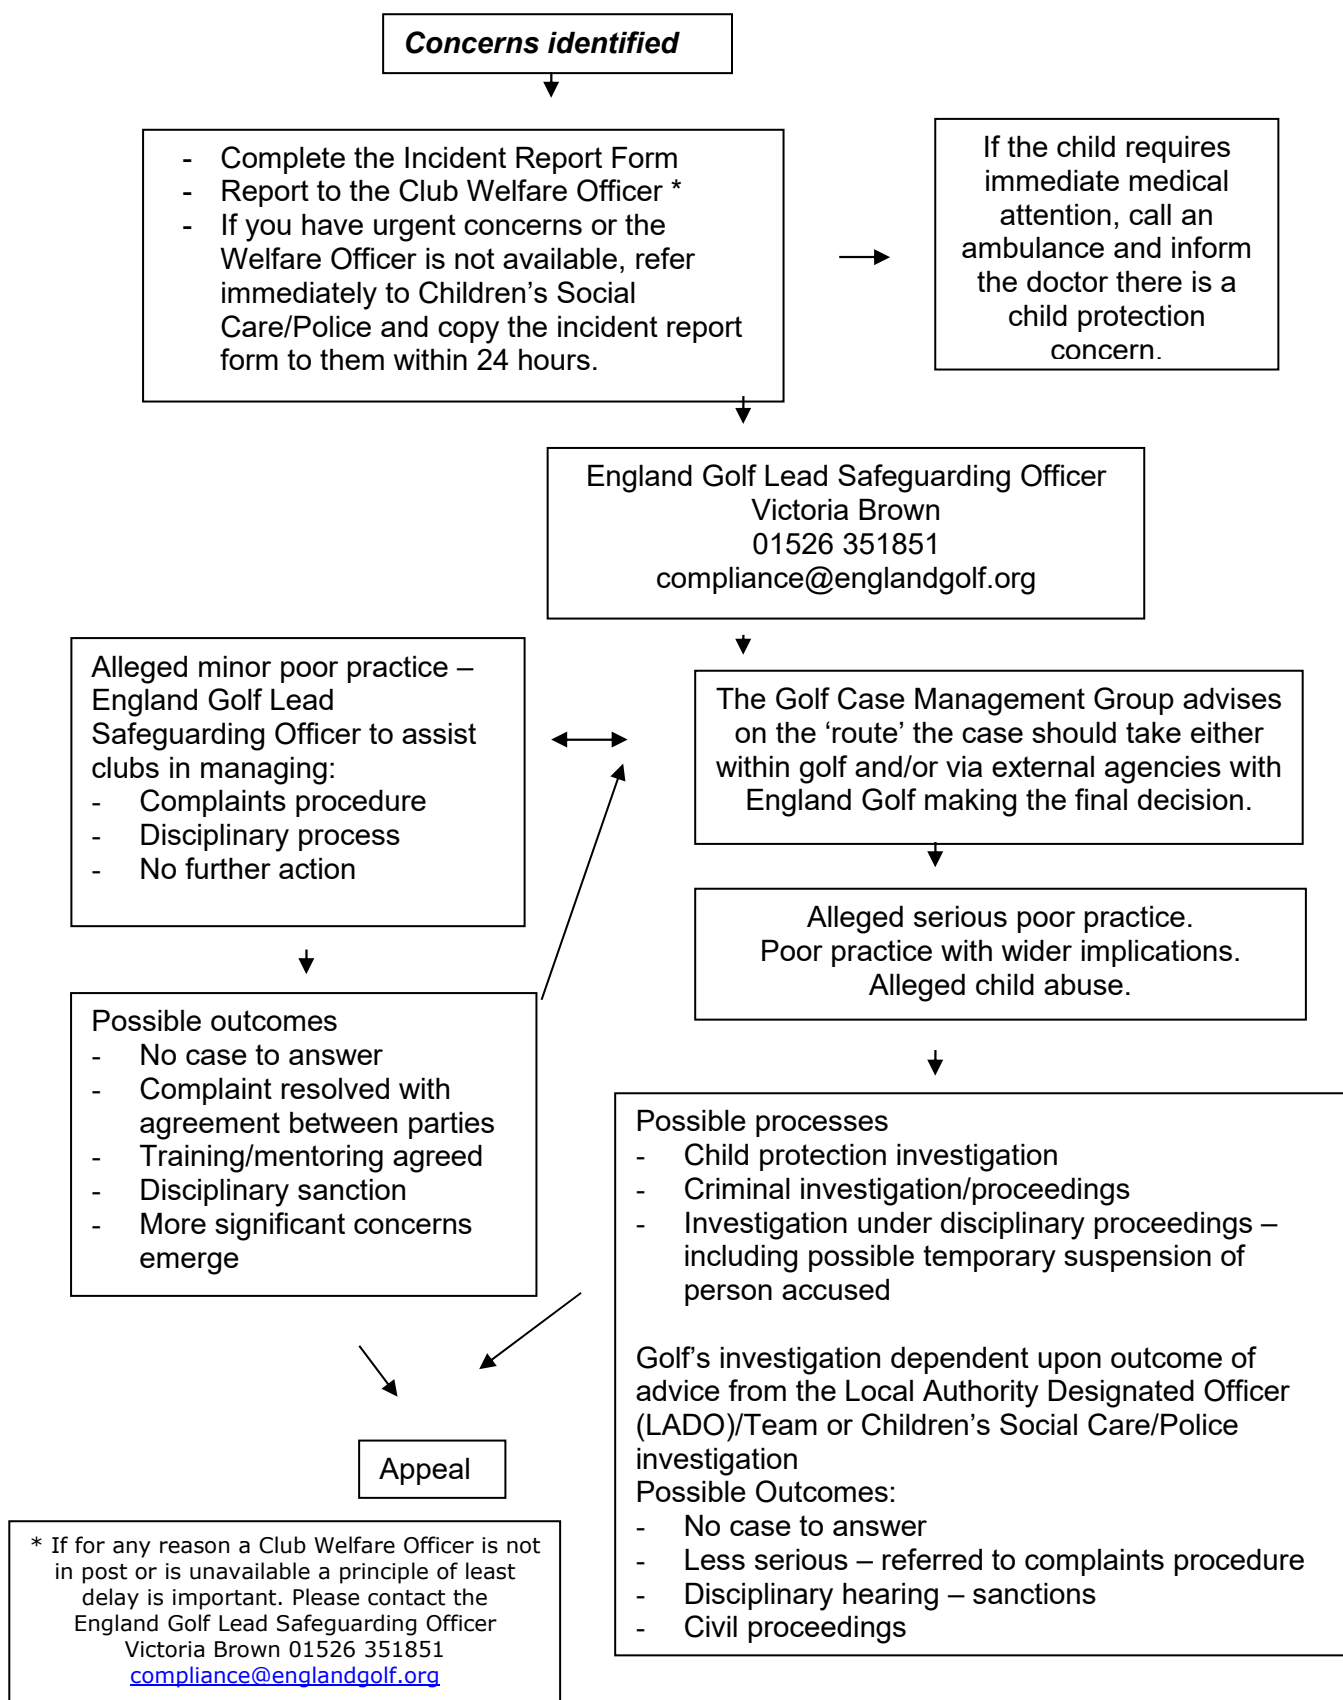 Concerns identified
- Complete the Incident Report Form
- Report to the Club Welfare Officer *
- If you have urgent concerns or the
Welfare Officer is not available, refer
immediately to Children’s Social
Care/Police and copy the incident report
form to them within 24 hours.
If the child requires
immediate medical
attention, call an
ambulance and inform
the doctor there is a
child protection
concern.
England Golf Lead Safeguarding Officer
Victoria Brown
01526 351851
compliance@englandgolf.org
Alleged minor poor practice –
England Golf Lead
Safeguarding Officer to assist
clubs in managing:
- Complaints procedure
- Disciplinary process
- No further action
The Golf Case Management Group advises
on the ‘route’ the case should take either
within golf and/or via external agencies with
England Golf making the final decision.
Alleged serious poor practice.
Poor practice with wider implications.
Alleged child abuse.
Possible outcomes
- No case to answer
- Complaint resolved with
agreement between parties
- Training/mentoring agreed
- Disciplinary sanction
- More significant concerns
emerge
Possible processes
- Child protection investigation
- Criminal investigation/proceedings
- Investigation under disciplinary proceedings –
including possible temporary suspension of
person accused
Golf’s investigation dependent upon outcome of
advice from the Local Authority Designated Officer
(LADO)/Team or Children’s Social Care/Police
investigation
Possible Outcomes:
- No case to answer
- Less serious – referred to complaints procedure
- Disciplinary hearing – sanctions
- Civil proceedings
Appeal
* If for any reason a Club Welfare Officer is not
in post or is unavailable a principle of least
delay is important. Please contact the
England Golf Lead Safeguarding Officer
Victoria Brown 01526 351851
compliance@englandgolf.org